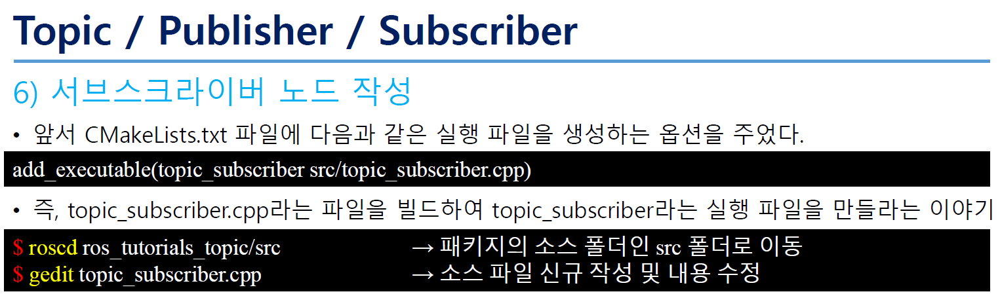 Topic / Publisher / Subscriber
6) 서브스크라이버 노드 작성
• 앞서 CMakeLists.txt 파일에 다음과 같은 실행 파일을 생성하는 옵션을 주었다.
add_executable(topic_subscriber src/topic_subscriber.cpp)
• 즉, topic_subscriber.cpp라는 파일을 빌드하여 topic_subscriber라는 실행 파일을 만들라는 이야기
$ roscd ros_tutorials_topic/src → 패키지의 소스 폴더인 src 폴더로 이동
$ gedit topic_subscriber.cpp → 소스 파일 신규 작성 및 내용 수정